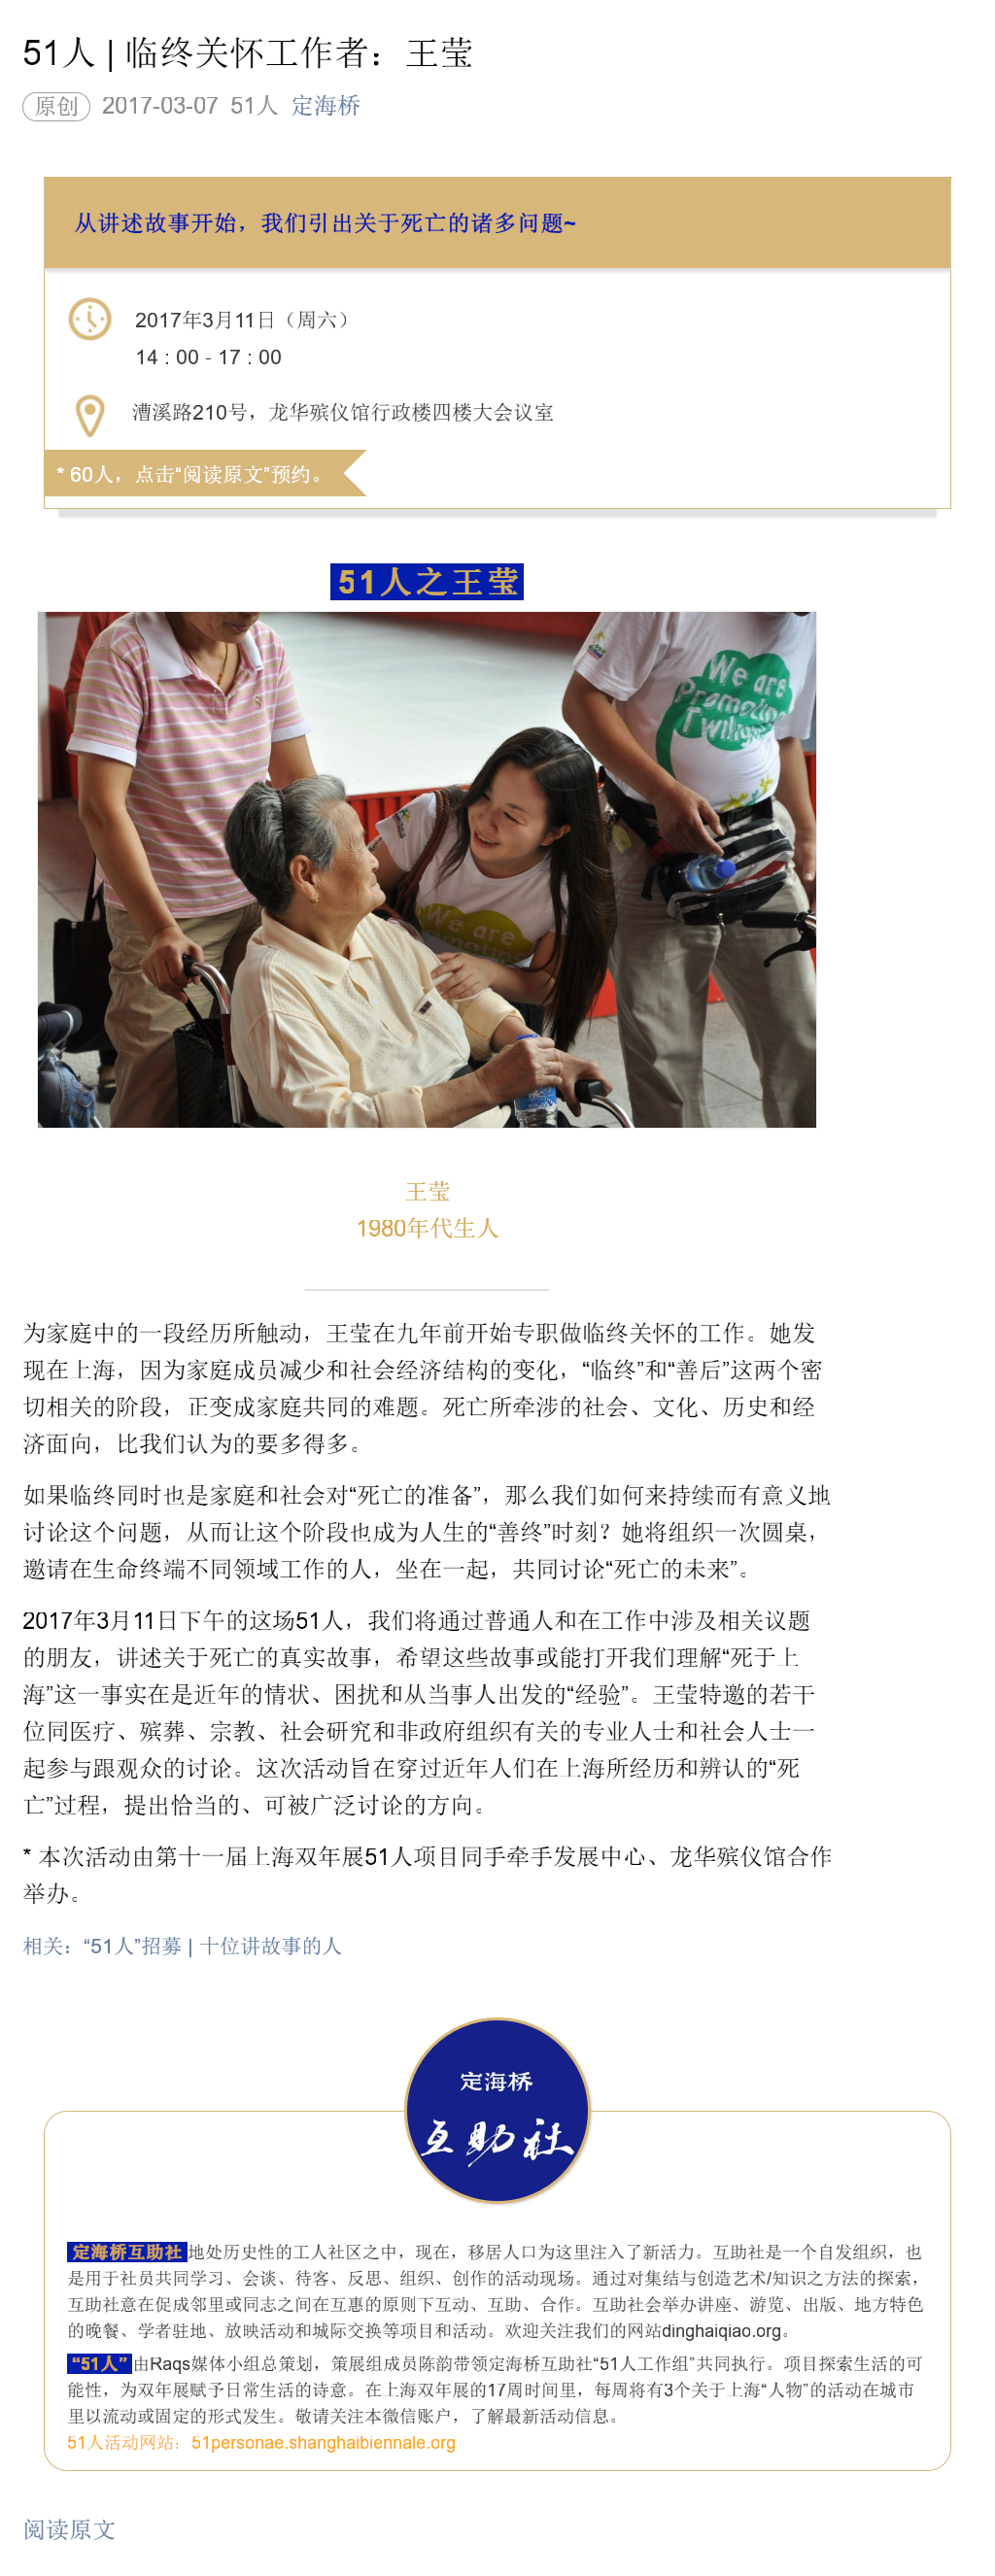 51人 | 临终关怀工作者：王莹
原创 2017-03-07 51人 定海桥
从讲述故事开始，我们引出关于死亡的诸多问题~
2017年3月11日（周六）
14 : 00 - 17 : 00
漕溪路210号，龙华殡仪馆行政楼四楼大会议室
* 60人，点击“阅读原文”预约。
51人之王莹
We are
Promoting
Twilight
We are
王莹
1980年代生人
为家庭中的一段经历所触动，王莹在九年前开始专职做临终关怀的工作。她发
现在上海，因为家庭成员减少和社会经济结构的变化，“临终”和“善后”这两个密
切相关的阶段，正变成家庭共同的难题。死亡所牵涉的社会、文化、历史和经
济面向，比我们认为的要多得多。
如果临终同时也是家庭和社会对“死亡的准备”，那么我们如何来持续而有意义地
讨论这个问题，从而让这个阶段也成为人生的“善终”时刻？她将组织一次圆桌，
邀请在生命终端不同领域工作的人，坐在一起，共同讨论“死亡的未来”。
2017年3月11日下午的这场51人，我们将通过普通人和在工作中涉及相关议题
的朋友，讲述关于死亡的真实故事，希望这些故事或能打开我们理解“死于上
海”这一事实在是近年的情状、困扰和从当事人出发的“经验”。王莹特邀的若干
位同医疗、殡葬、宗教、社会研究和非政府组织有关的专业人士和社会人士一
起参与跟观众的讨论。这次活动旨在穿过近年人们在上海所经历和辨认的“死
亡”过程，提出恰当的、可被广泛讨论的方向。
* 本次活动由第十一届上海双年展51人项目同手牵手发展中心、龙华殡仪馆合作
举办。
相关：“51人”招募 | 十位讲故事的人
定海桥
互助社
定海桥互助社 地处历史性的工人社区之中，现在，移居人口为这里注入了新活力。互助社是一个自发组织，也
是用于社员共同学习、会谈、待客、反思、组织、创作的活动现场。通过对集结与创造艺术/知识之方法的探索，
互助社意在促成邻里或同志之间在互惠的原则下互动、互助、合作。互助社会举办讲座、游览、出版、地方特色
的晚餐、学者驻地、放映活动和城际交换等项目和活动。欢迎关注我们的网站dinghaiqiao.org。
“51人” 由Raqs媒体小组总策划，策展组成员陈韵带领定海桥互助社“51人工作组”共同执行。项目探索生活的可
能性，为双年展赋予日常生活的诗意。在上海双年展的17周时间里，每周将有3个关于上海“人物”的活动在城市
里以流动或固定的形式发生。敬请关注本微信账户，了解最新活动信息。
51人活动网站：51personae.shanghaibiennale.org
阅读原文